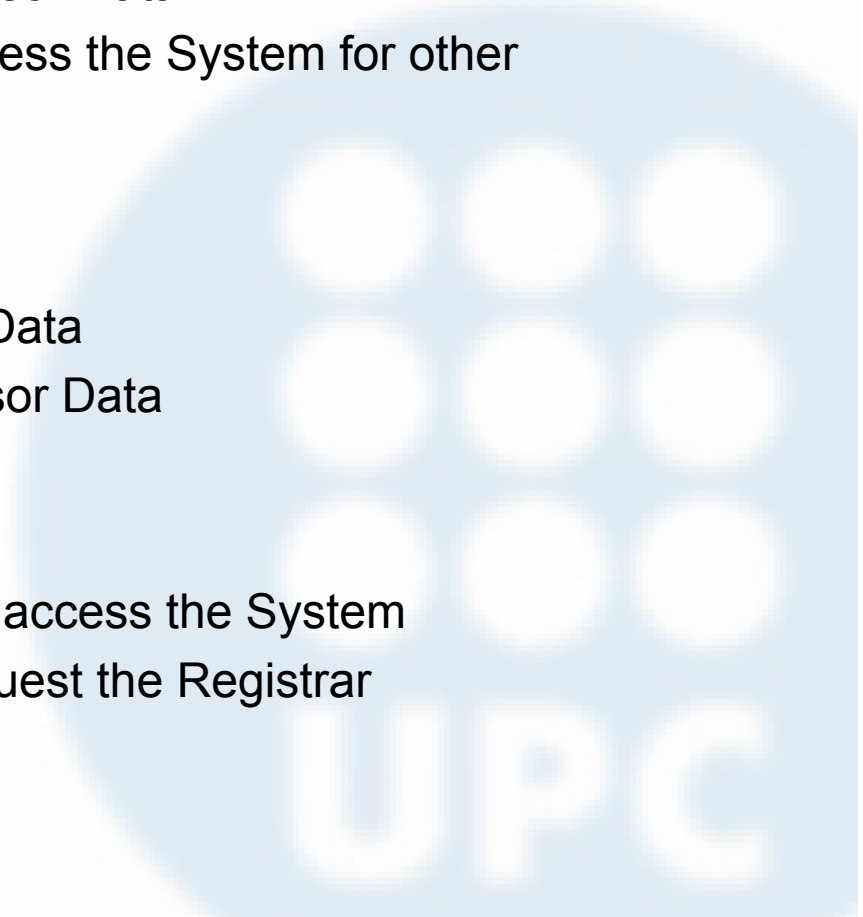 ess the System for other
Data
sor Data
access the System
uest the Registrar
UPC